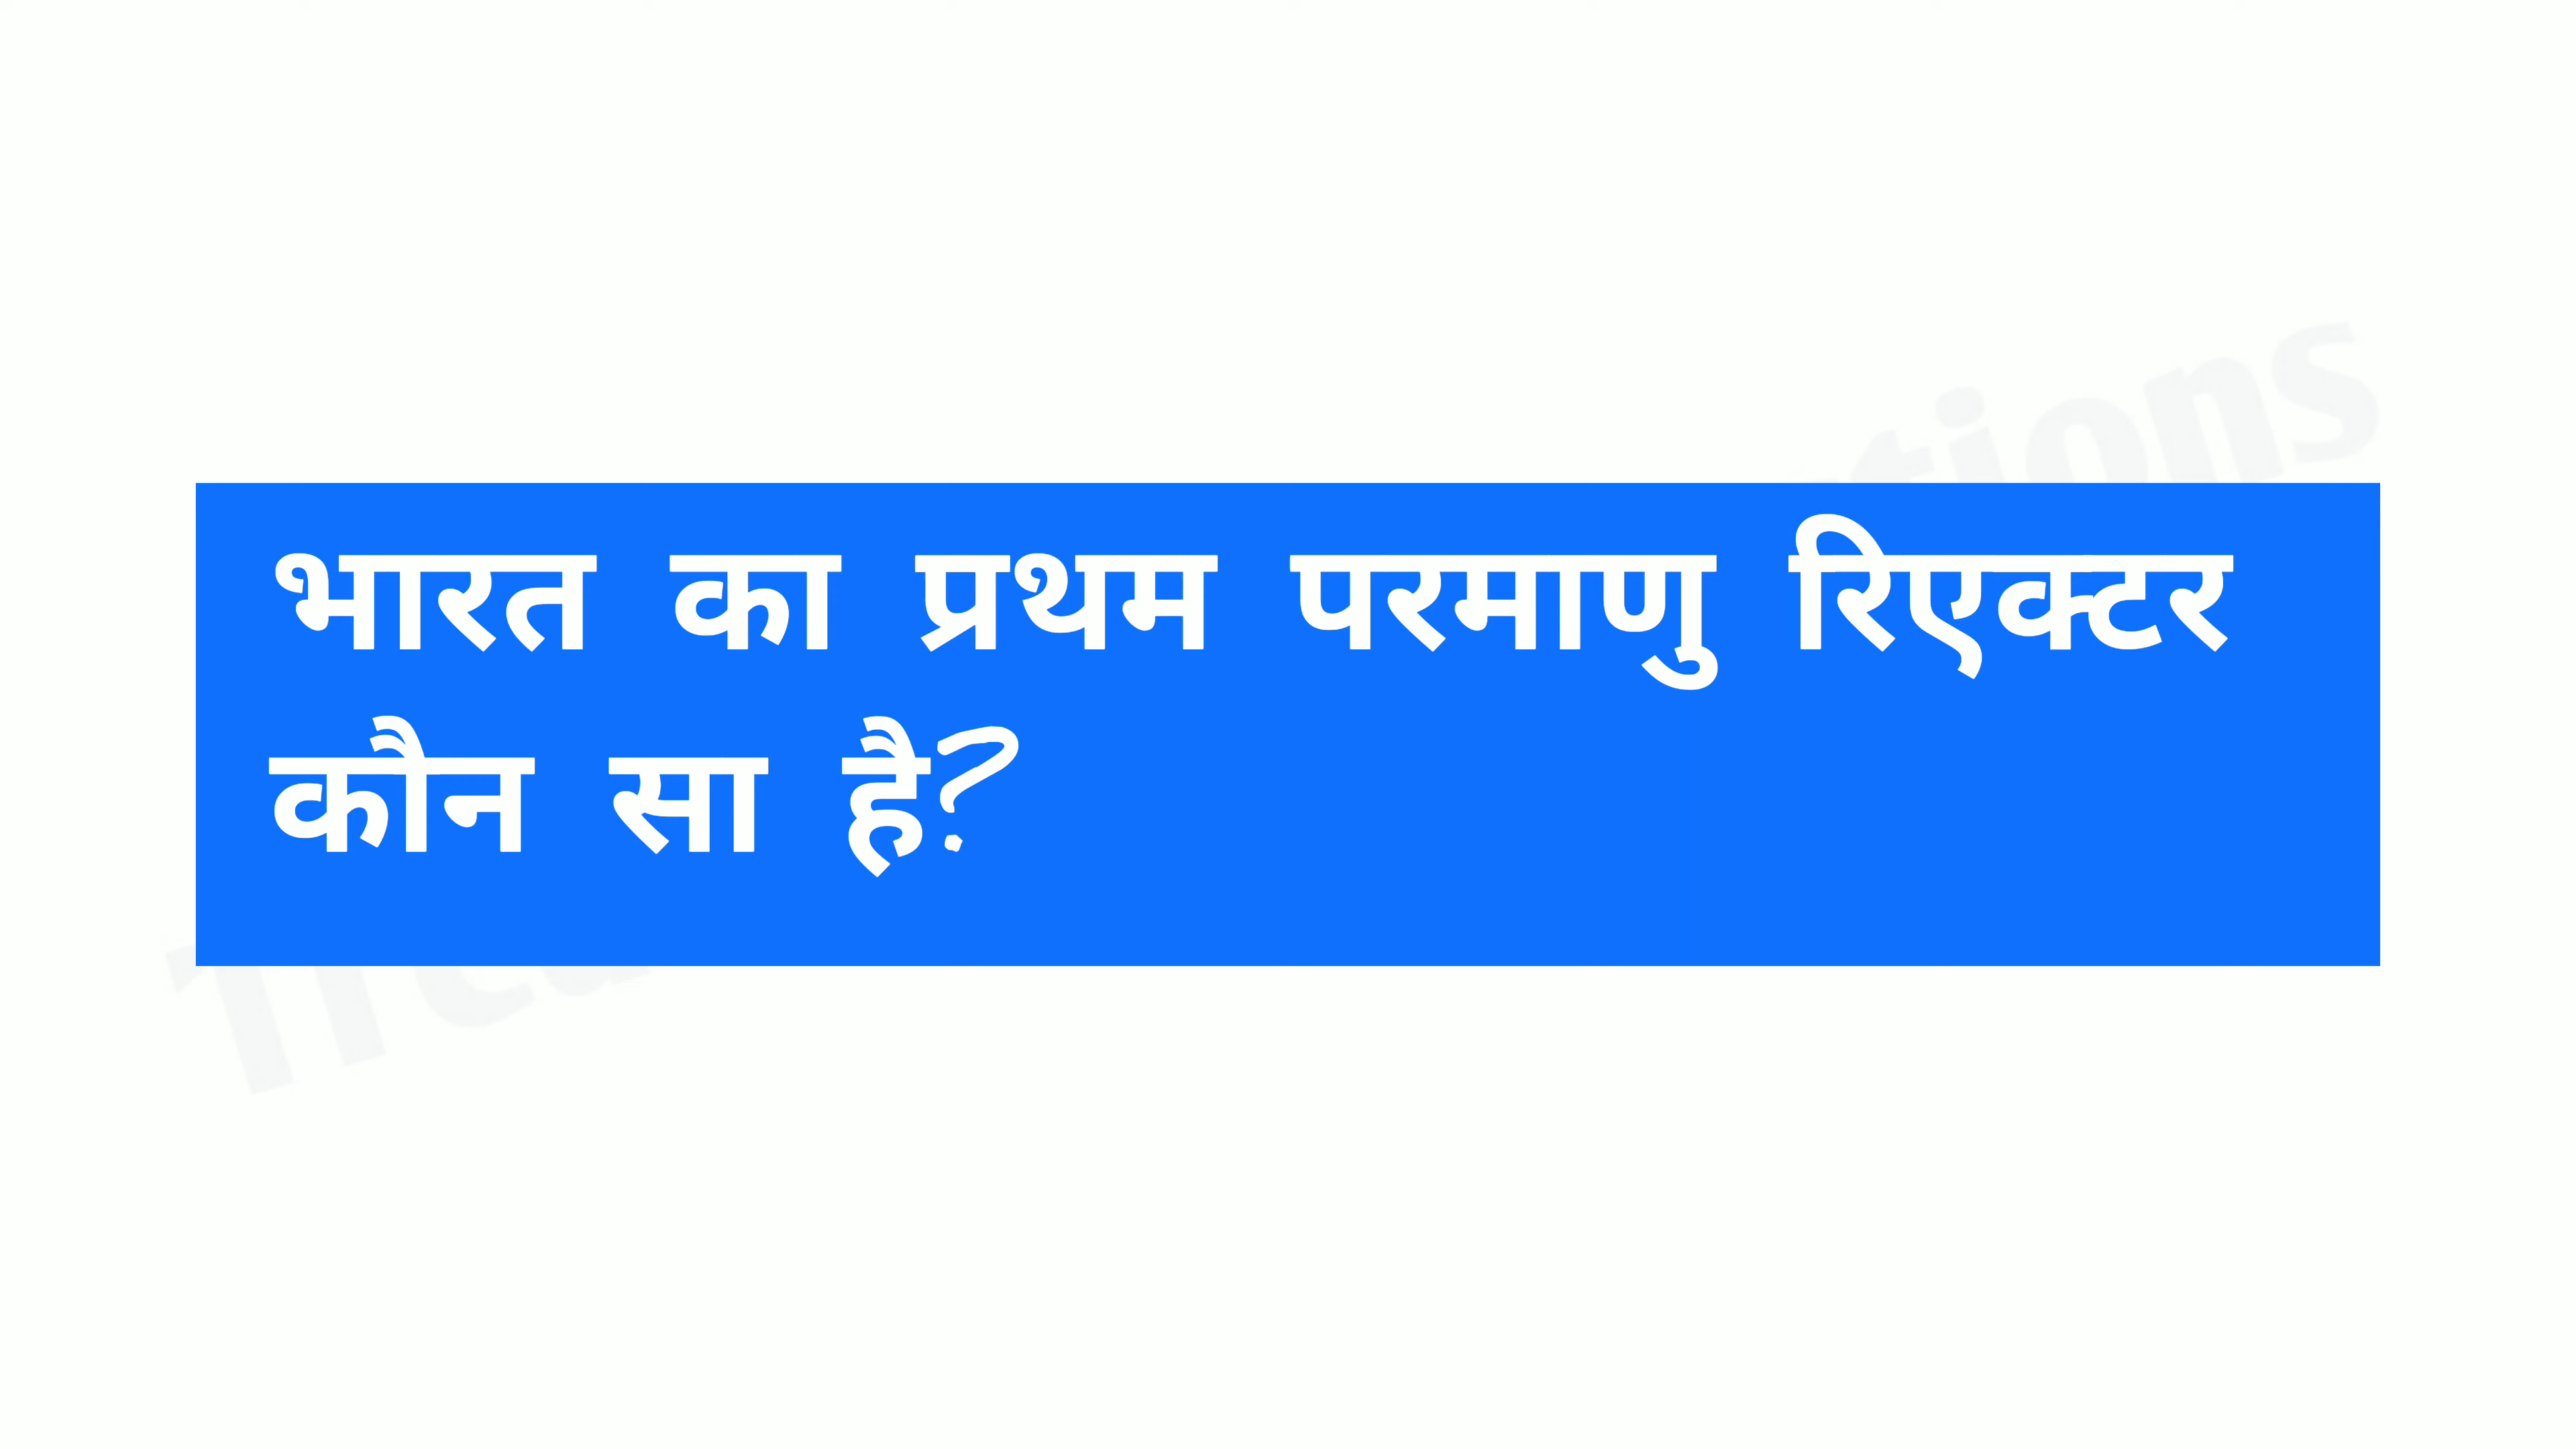 भारत का प्रथम परमाणु रिएक्टर
कौन सा है?